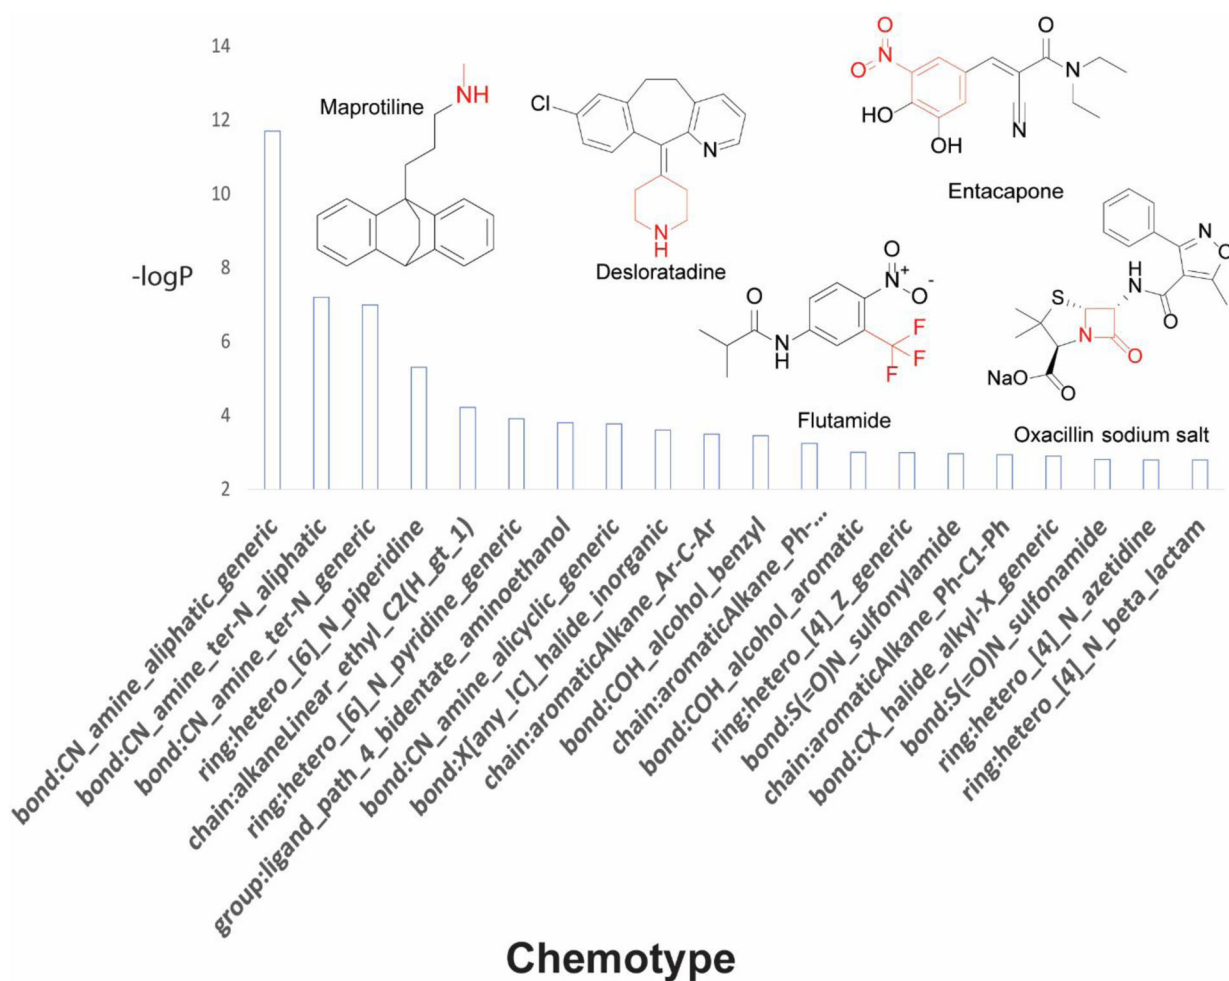 14
12
10
8
6
4
2
-logP
Maprotiline
NH
Cl
N
N
H
Desloratadine
O
N
O
HO
OH
O
N
N
Entacapone
O
N
H
N+
O
O-
F
F
F
Flutamide
N
O
H
N
O
S
N
O
NaO
O
Oxacillin sodium salt
bond:CN_amine_aliphatic_generic
bond:CN_amine_ter-N_aliphatic
bond:CN_amine_ter-N_generic
ring:hetero_[6]_N_piperidine
chain:alkaneLinear_ethyl_C2(H_gt_1)
ring:hetero_[6]_N_pyridine_generic
group:ligand_path_4_bidentate_aminoethanol
bond:CN_amine_alicyclic_generic
bond:X[any_!C]_halide_inorganic
chain:aromaticAlkane_Ar-C-Ar
bond:COH_alcohol_benzyl
chain:aromaticAlkane_Ph-...
bond:COH_alcohol_aromatic
ring:hetero_[4]_Z_generic
bond:S(=O)N_sulfonylamide
chain:aromaticAlkane_Ph-C1-Ph
bond:CX_halide_alkyl-X_generic
bond:S(=O)N_sulfonamide
ring:hetero_[4]_N_azetidine
ring:hetero_[4]_N_beta_lactam
Chemotype